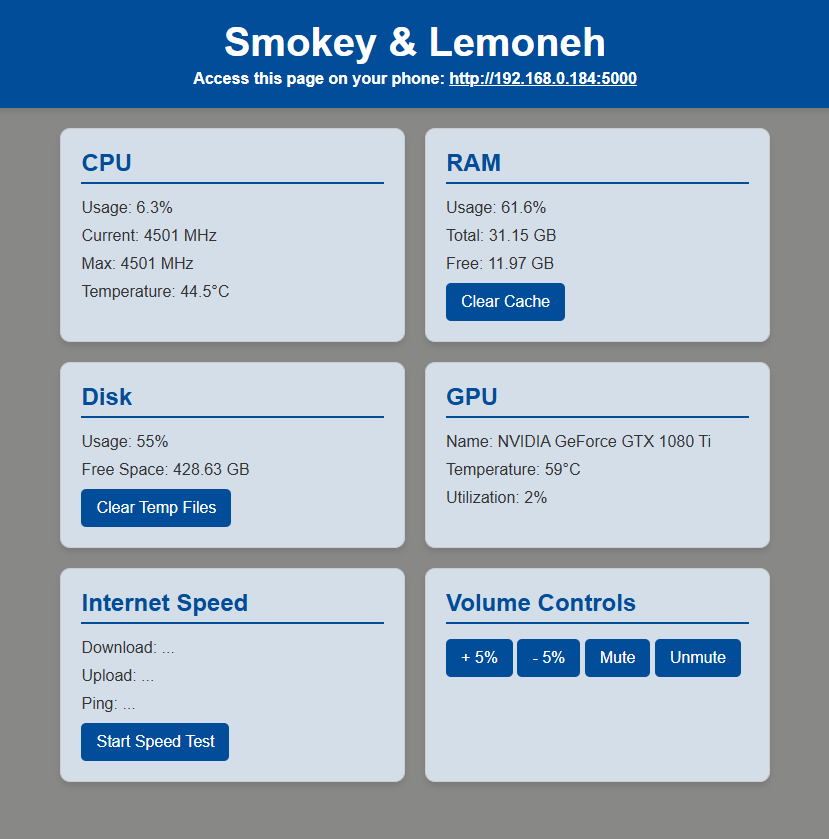 Smokey & Lemoneh
Access this page on your phone: http://192.168.0.184:5000
CPU
Usage: 6.3%
Current: 4501 MHz
Max: 4501 MHz
Temperature: 44.5°C
RAM
Usage: 61.6%
Total: 31.15 GB
Free: 11.97 GB
Clear Cache
Disk
Usage: 55%
Free Space: 428.63 GB
Clear Temp Files
GPU
Name: NVIDIA GeForce GTX 1080 Ti
Temperature: 59°C
Utilization: 2%
Internet Speed
Download: ...
Upload: ...
Ping: ...
Start Speed Test
Volume Controls
+ 5% - 5% Mute Unmute